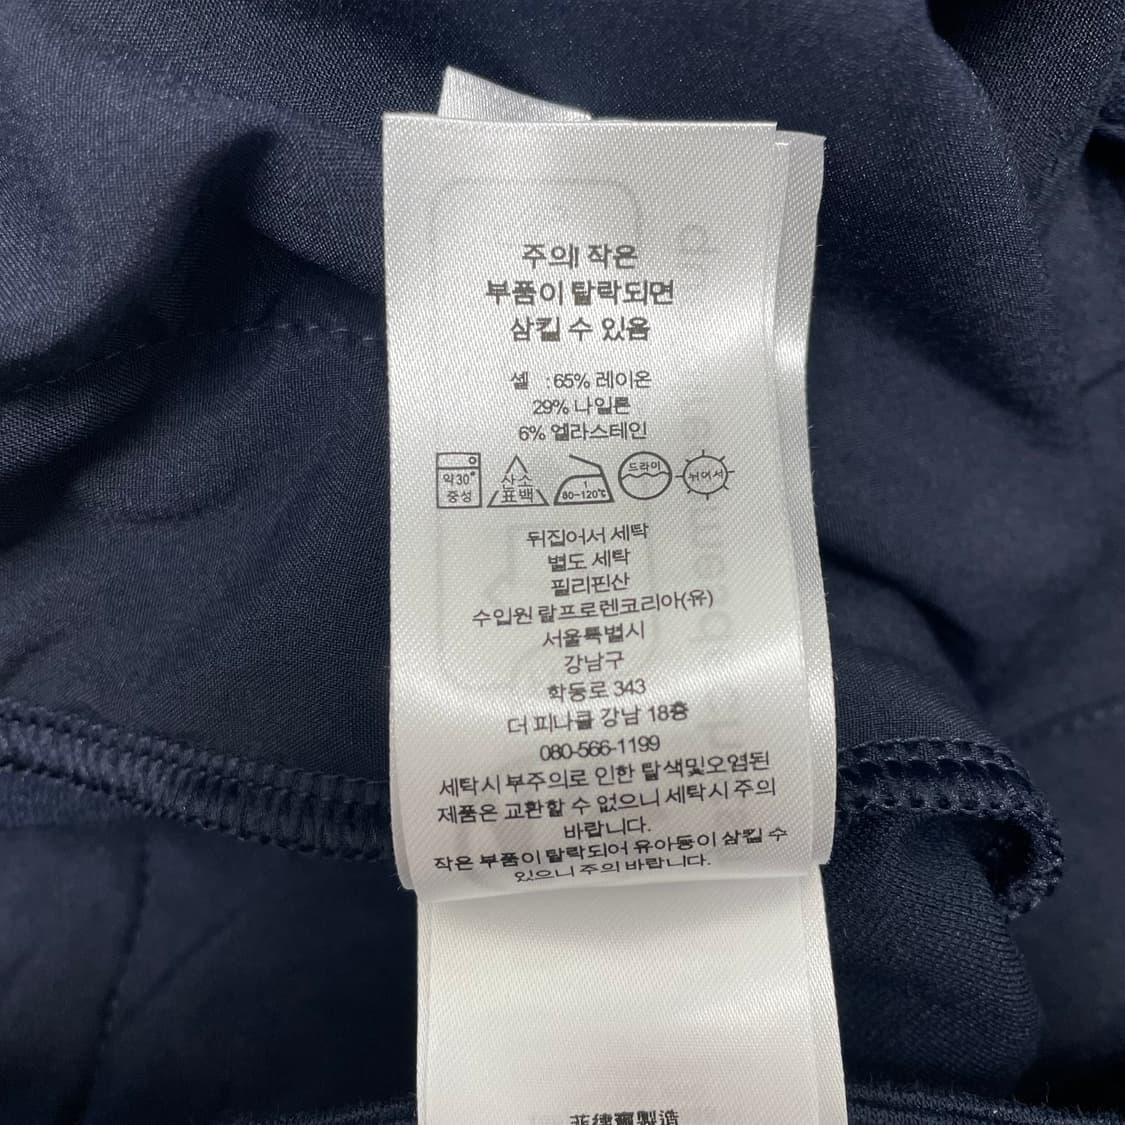 주의! 작은
부품이 탈락되면
삼킬 수 있음
셸 : 65% 레이온
29% 나일론
6% 엘라스테인
약30°
중성
산소
표백
1
80-120℃
드라이
뉘어서
뒤집어서 세탁
별도 세탁
필리핀산
수입원 랄프로렌코리아(유)
서울특별시
강남구
학동로 343
더 피나클 강남 18층
080-566-1199
세탁시 부주의로 인한 탈색및오염된
제품은 교환할 수 없으니 세탁시 주의
바랍니다.
작은 부품이 탈락되어 유아등이 삼킬 수
있으니 주의 바랍니다.
菲律賓製造